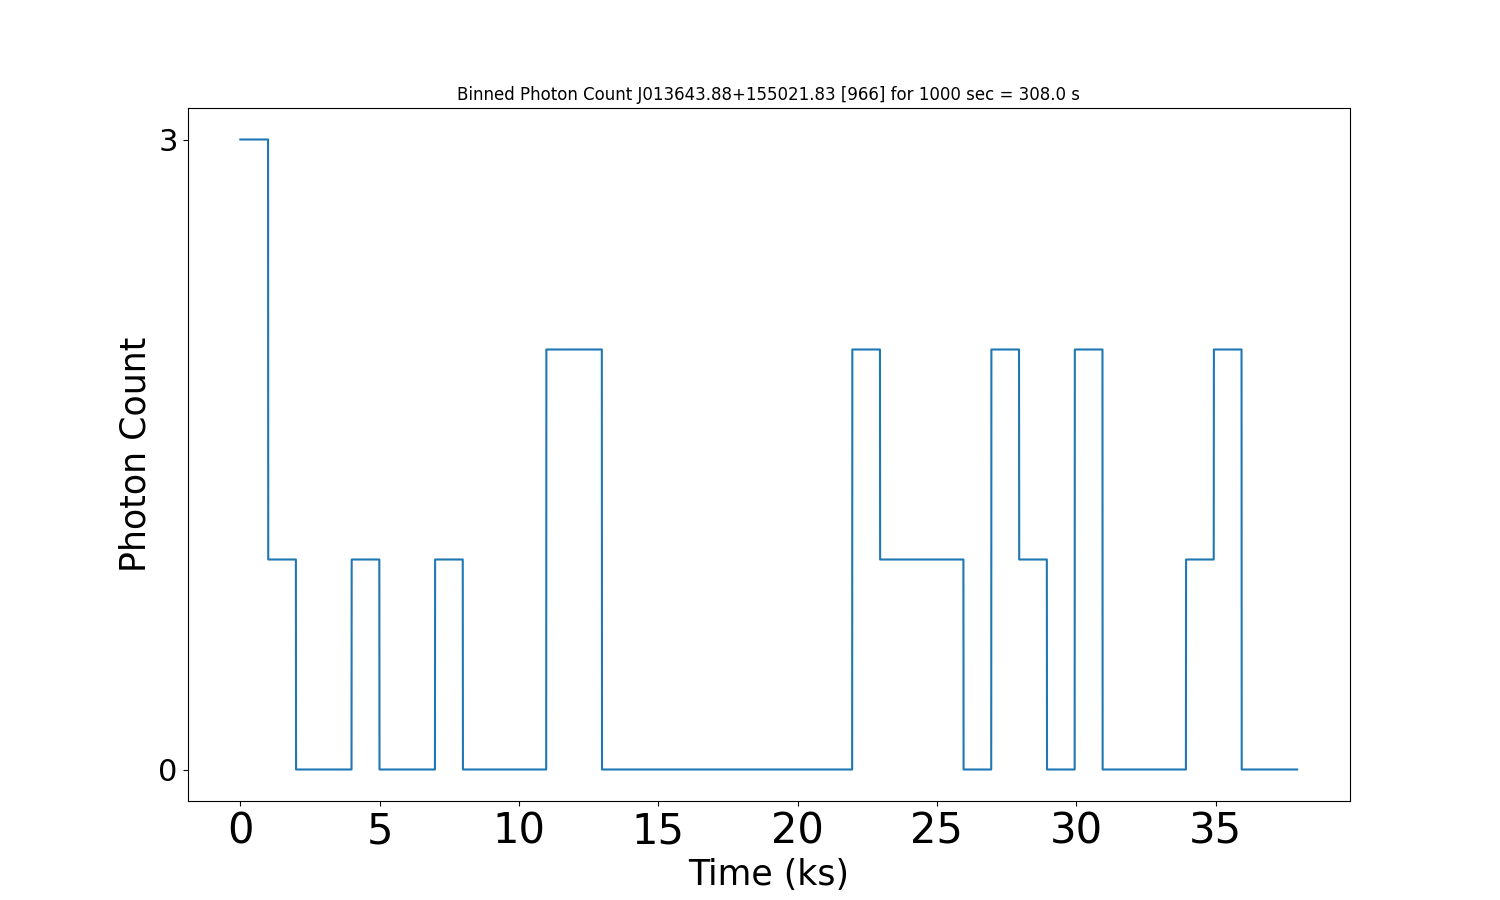 Binned Photon Count J013643.88+155021.83 [966] for 1000 sec = 308.0 s
3
0
Photon Count
0 5 10 15 20 25 30 35
Time (ks)